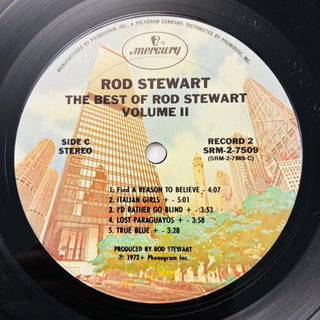 MANUFACTURED BY PHONOGRAM, INC., A POLYGRAM COMPANY, DISTRIBUTED BY PHONODISC, INC.
mercury
ROD STEWART
THE BEST OF ROD STEWART
VOLUME II
SIDE C
STEREO
RECORD 2
SRM-2-7509
(SRM-2-7509-C)
1. Find A REASON TO BELIEVE - 4:07
2. ITALIAN GIRLS + - 5:01
3. I'D RATHER GO BLIND + - 3:53
4. LOST PARAGUAYOS + - 3:58
5. TRUE BLUE + - 3:28
PRODUCED BY ROD STEWART
℗ 1972+ Phonogram Inc.